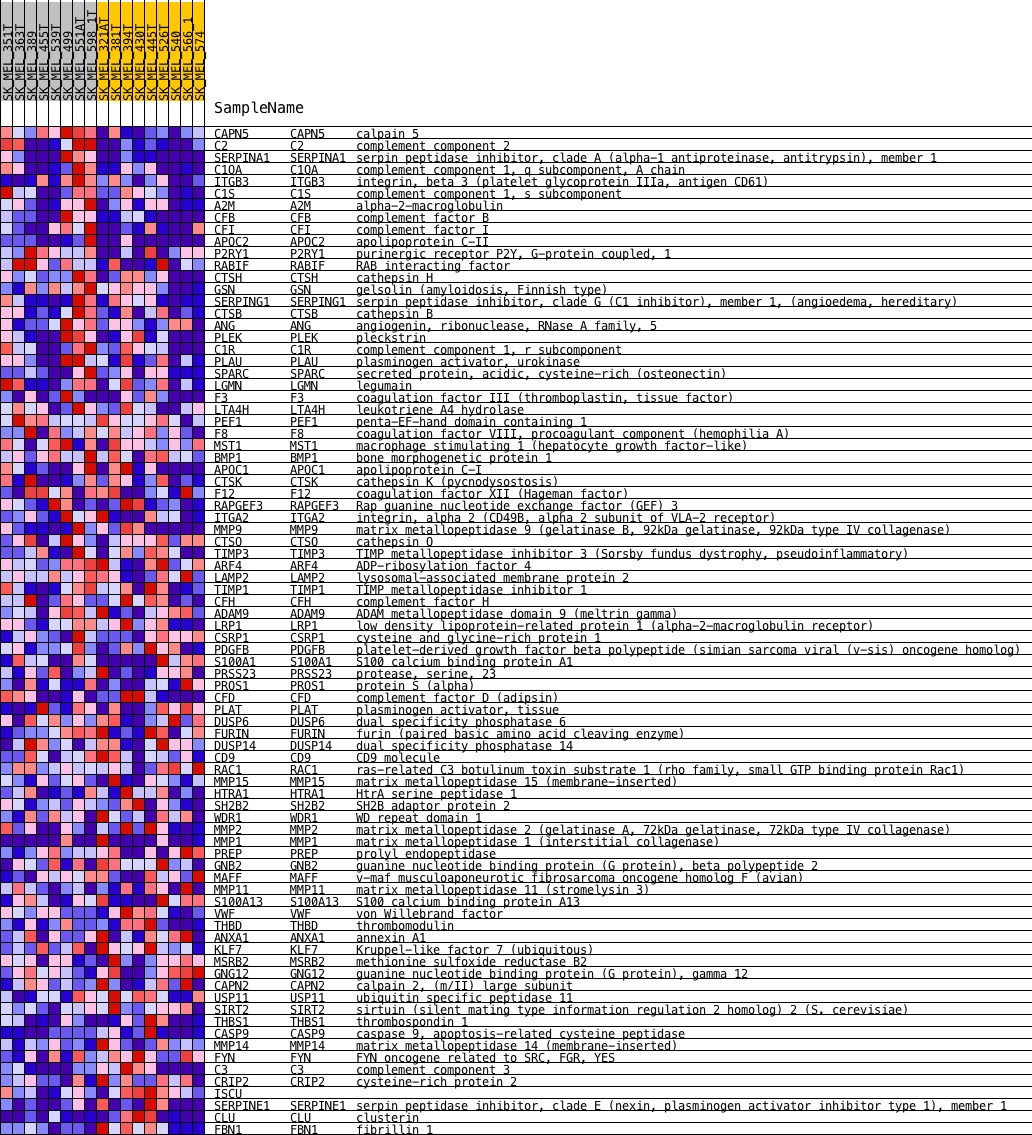 SK_MEL_351T
SK_MEL_363T
SK_MEL_389
SK_MEL_455T
SK_MEL_539T
SK_MEL_499
SK_MEL_551AT
SK_MEL_598_1T
SK_MEL_321AT
SK_MEL_381T
SK_MEL_394T
SK_MEL_430T
SK_MEL_445T
SK_MEL_526T
SK_MEL_540
SK_MEL_566_1
SK_MEL_574
SampleName
CAPN5 CAPN5 calpain 5
C2 C2 complement component 2
SERPINA1 SERPINA1 serpin peptidase inhibitor, clade A (alpha-1 antiproteinase, antitrypsin), member 1
C1QA C1QA complement component 1, q subcomponent, A chain
ITGB3 ITGB3 integrin, beta 3 (platelet glycoprotein IIIa, antigen CD61)
C1S C1S complement component 1, s subcomponent
A2M A2M alpha-2-macroglobulin
CFB CFB complement factor B
CFI CFI complement factor I
APOC2 APOC2 apolipoprotein C-II
P2RY1 P2RY1 purinergic receptor P2Y, G-protein coupled, 1
RABIF RABIF RAB interacting factor
CTSH CTSH cathepsin H
GSN GSN gelsolin (amyloidosis, Finnish type)
SERPING1 SERPING1 serpin peptidase inhibitor, clade G (C1 inhibitor), member 1, (angioedema, hereditary)
CTSB CTSB cathepsin B
ANG ANG angiogenin, ribonuclease, RNase A family, 5
PLEK PLEK pleckstrin
C1R C1R complement component 1, r subcomponent
PLAU PLAU plasminogen activator, urokinase
SPARC SPARC secreted protein, acidic, cysteine-rich (osteonectin)
LGMN LGMN legumain
F3 F3 coagulation factor III (thromboplastin, tissue factor)
LTA4H LTA4H leukotriene A4 hydrolase
PEF1 PEF1 penta-EF-hand domain containing 1
F8 F8 coagulation factor VIII, procoagulant component (hemophilia A)
MST1 MST1 macrophage stimulating 1 (hepatocyte growth factor-like)
BMP1 BMP1 bone morphogenetic protein 1
APOC1 APOC1 apolipoprotein C-I
CTSK CTSK cathepsin K (pycnodysostosis)
F12 F12 coagulation factor XII (Hageman factor)
RAPGEF3 RAPGEF3 Rap guanine nucleotide exchange factor (GEF) 3
ITGA2 ITGA2 integrin, alpha 2 (CD49B, alpha 2 subunit of VLA-2 receptor)
MMP9 MMP9 matrix metallopeptidase 9 (gelatinase B, 92kDa gelatinase, 92kDa type IV collagenase)
CTSO CTSO cathepsin O
TIMP3 TIMP3 TIMP metallopeptidase inhibitor 3 (Sorsby fundus dystrophy, pseudoinflammatory)
ARF4 ARF4 ADP-ribosylation factor 4
LAMP2 LAMP2 lysosomal-associated membrane protein 2
TIMP1 TIMP1 TIMP metallopeptidase inhibitor 1
CFH CFH complement factor H
ADAM9 ADAM9 ADAM metallopeptidase domain 9 (meltrin gamma)
LRP1 LRP1 low density lipoprotein-related protein 1 (alpha-2-macroglobulin receptor)
CSRP1 CSRP1 cysteine and glycine-rich protein 1
PDGFB PDGFB platelet-derived growth factor beta polypeptide (simian sarcoma viral (v-sis) oncogene homolog)
S100A1 S100A1 S100 calcium binding protein A1
PRSS23 PRSS23 protease, serine, 23
PROS1 PROS1 protein S (alpha)
CFD CFD complement factor D (adipsin)
PLAT PLAT plasminogen activator, tissue
DUSP6 DUSP6 dual specificity phosphatase 6
FURIN FURIN furin (paired basic amino acid cleaving enzyme)
DUSP14 DUSP14 dual specificity phosphatase 14
CD9 CD9 CD9 molecule
RAC1 RAC1 ras-related C3 botulinum toxin substrate 1 (rho family, small GTP binding protein Rac1)
MMP15 MMP15 matrix metallopeptidase 15 (membrane-inserted)
HTRA1 HTRA1 HtrA serine peptidase 1
SH2B2 SH2B2 SH2B adaptor protein 2
WDR1 WDR1 WD repeat domain 1
MMP2 MMP2 matrix metallopeptidase 2 (gelatinase A, 72kDa gelatinase, 72kDa type IV collagenase)
MMP1 MMP1 matrix metallopeptidase 1 (interstitial collagenase)
PREP PREP prolyl endopeptidase
GNB2 GNB2 guanine nucleotide binding protein (G protein), beta polypeptide 2
MAFF MAFF v-maf musculoaponeurotic fibrosarcoma oncogene homolog F (avian)
MMP11 MMP11 matrix metallopeptidase 11 (stromelysin 3)
S100A13 S100A13 S100 calcium binding protein A13
VWF VWF von Willebrand factor
THBD THBD thrombomodulin
ANXA1 ANXA1 annexin A1
KLF7 KLF7 Kruppel-like factor 7 (ubiquitous)
MSRB2 MSRB2 methionine sulfoxide reductase B2
GNG12 GNG12 guanine nucleotide binding protein (G protein), gamma 12
CAPN2 CAPN2 calpain 2, (m/II) large subunit
USP11 USP11 ubiquitin specific peptidase 11
SIRT2 SIRT2 sirtuin (silent mating type information regulation 2 homolog) 2 (S. cerevisiae)
THBS1 THBS1 thrombospondin 1
CASP9 CASP9 caspase 9, apoptosis-related cysteine peptidase
MMP14 MMP14 matrix metallopeptidase 14 (membrane-inserted)
FYN FYN FYN oncogene related to SRC, FGR, YES
C3 C3 complement component 3
CRIP2 CRIP2 cysteine-rich protein 2
ISCU
SERPINE1 SERPINE1 serpin peptidase inhibitor, clade E (nexin, plasminogen activator inhibitor type 1), member 1
CLU CLU clusterin
FBN1 FBN1 fibrillin 1